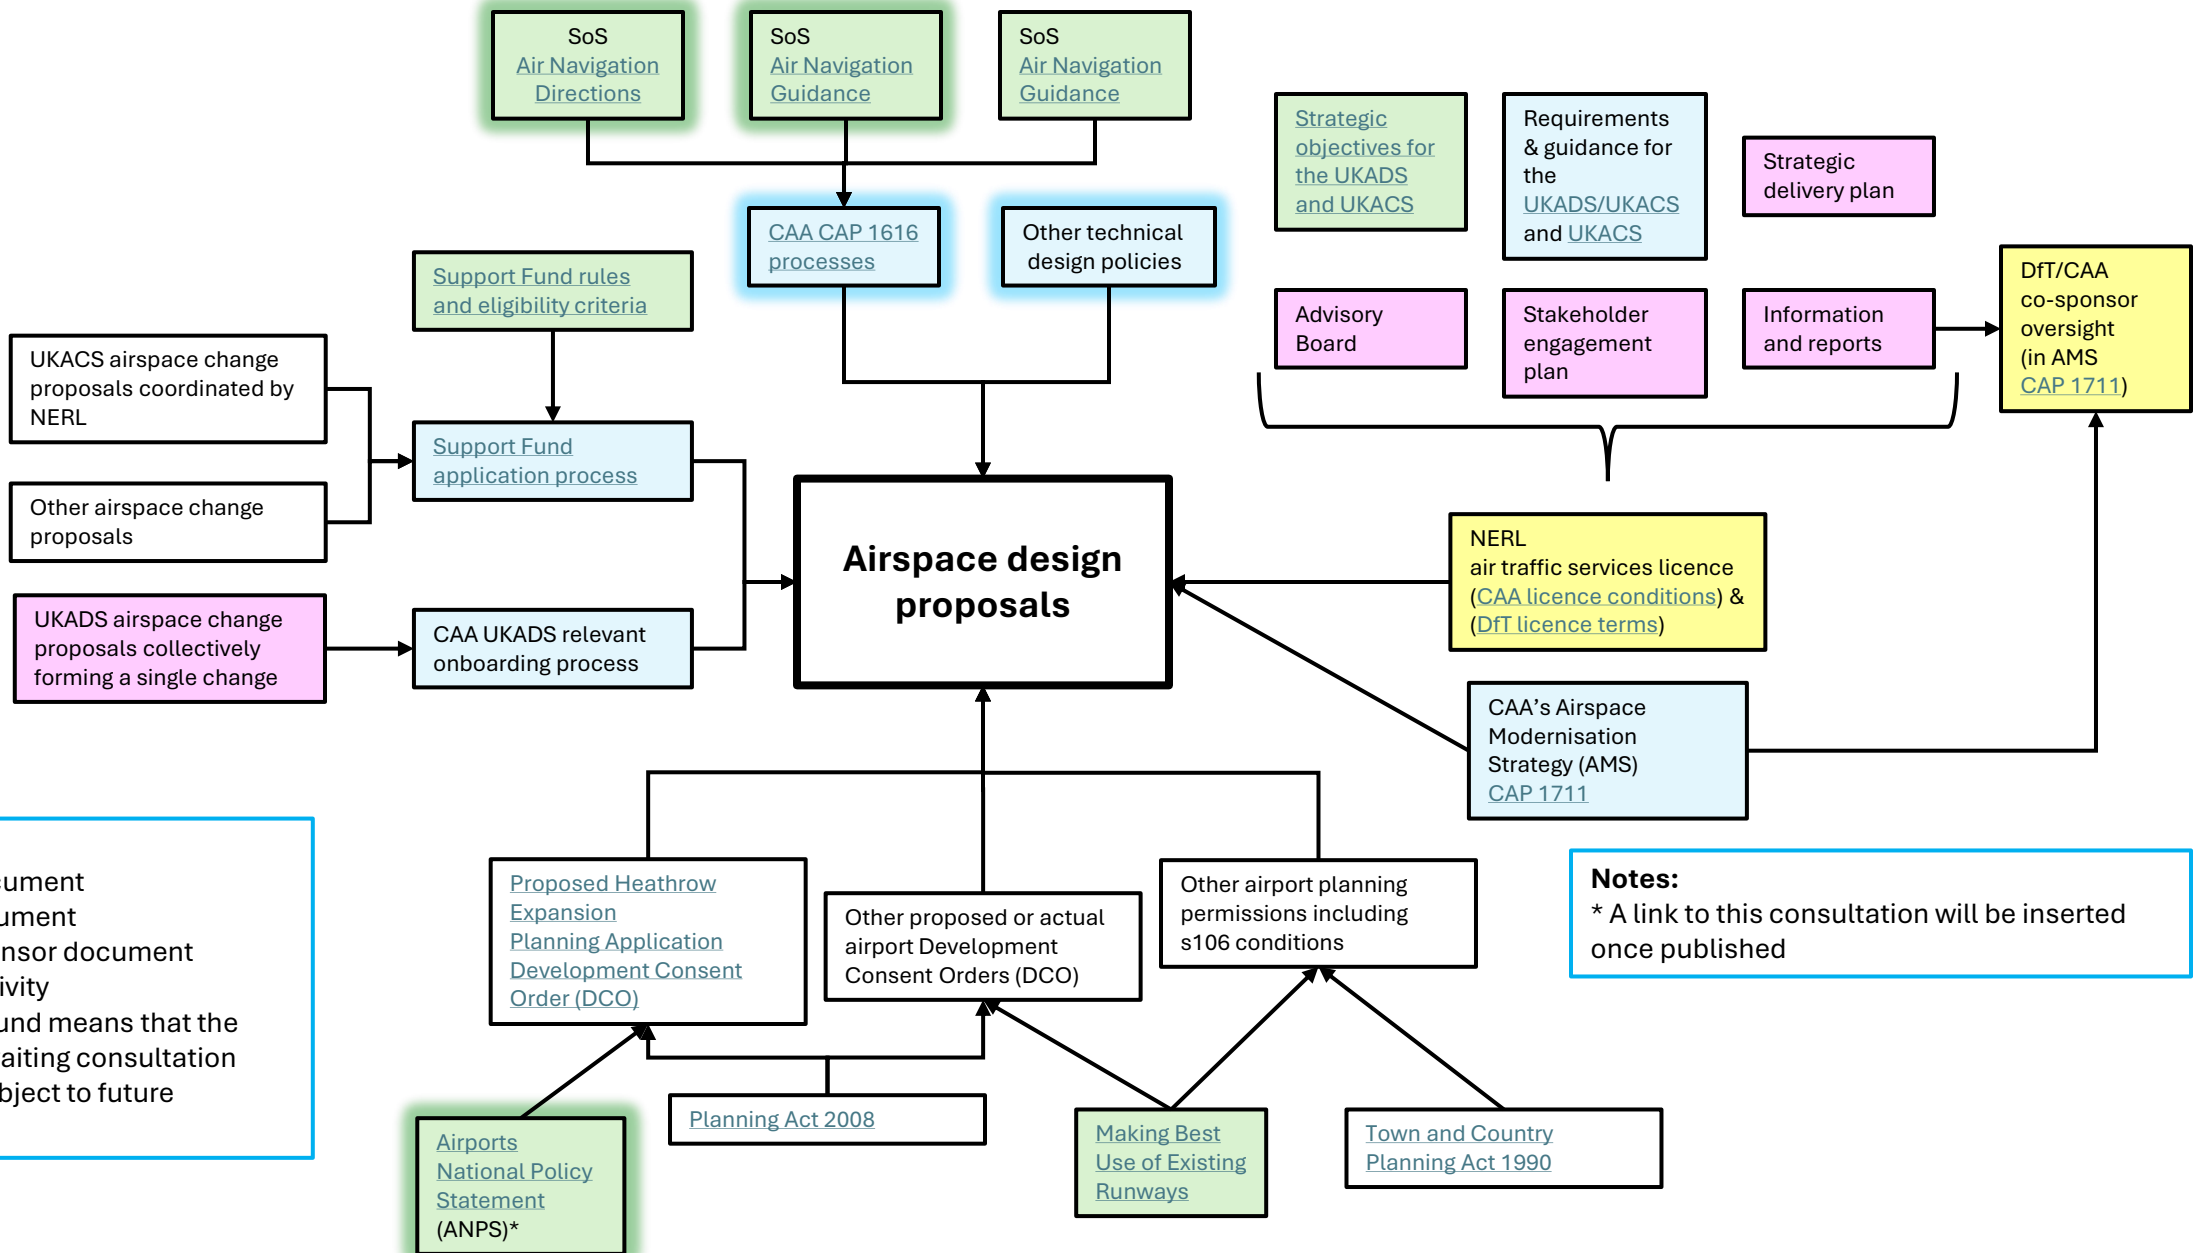 SoS
Air Navigation
Directions
SoS
Air Navigation
Guidance
SoS
Air Navigation
Guidance
Strategic
objectives for
the UKADS
and UKACS
Requirements
& guidance for
the
UKADS/UKACS
and UKACS
Strategic
delivery plan
CAA CAP 1616
processes
Other technical
design policies
Support Fund rules
and eligibility criteria
DfT/CAA
co-sponsor
oversight
(in AMS
CAP 1711)
Advisory
Board
Stakeholder
engagement
plan
Information
and reports
UKACS airspace change
proposals coordinated by
NERL
Support Fund
application process
Other airspace change
proposals
Airspace design
proposals
NERL
air traffic services licence
(CAA licence conditions) &
(DfT licence terms)
UKADS airspace change
proposals collectively
forming a single change
CAA UKADS relevant
onboarding process
CAA’s Airspace
Modernisation
Strategy (AMS)
CAP 1711
Proposed Heathrow
Expansion
Planning Application
Development Consent
Order (DCO)
Other proposed or actual
airport Development
Consent Orders (DCO)
Other airport planning
permissions including
s106 conditions
Notes:
* A link to this consultation will be inserted
once published
document
means that the
consultation
to future
Airports
National Policy
Statement
(ANPS)*
Planning Act 2008
Making Best
Use of Existing
Runways
Town and Country
Planning Act 1990